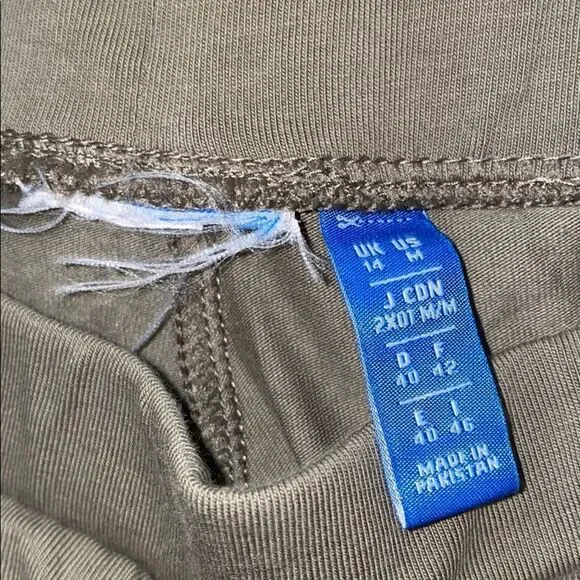 UK US
14 M
J CDN
2XOT M/M
D F
40 42
E I
40 46
MADE IN
PAKISTAN